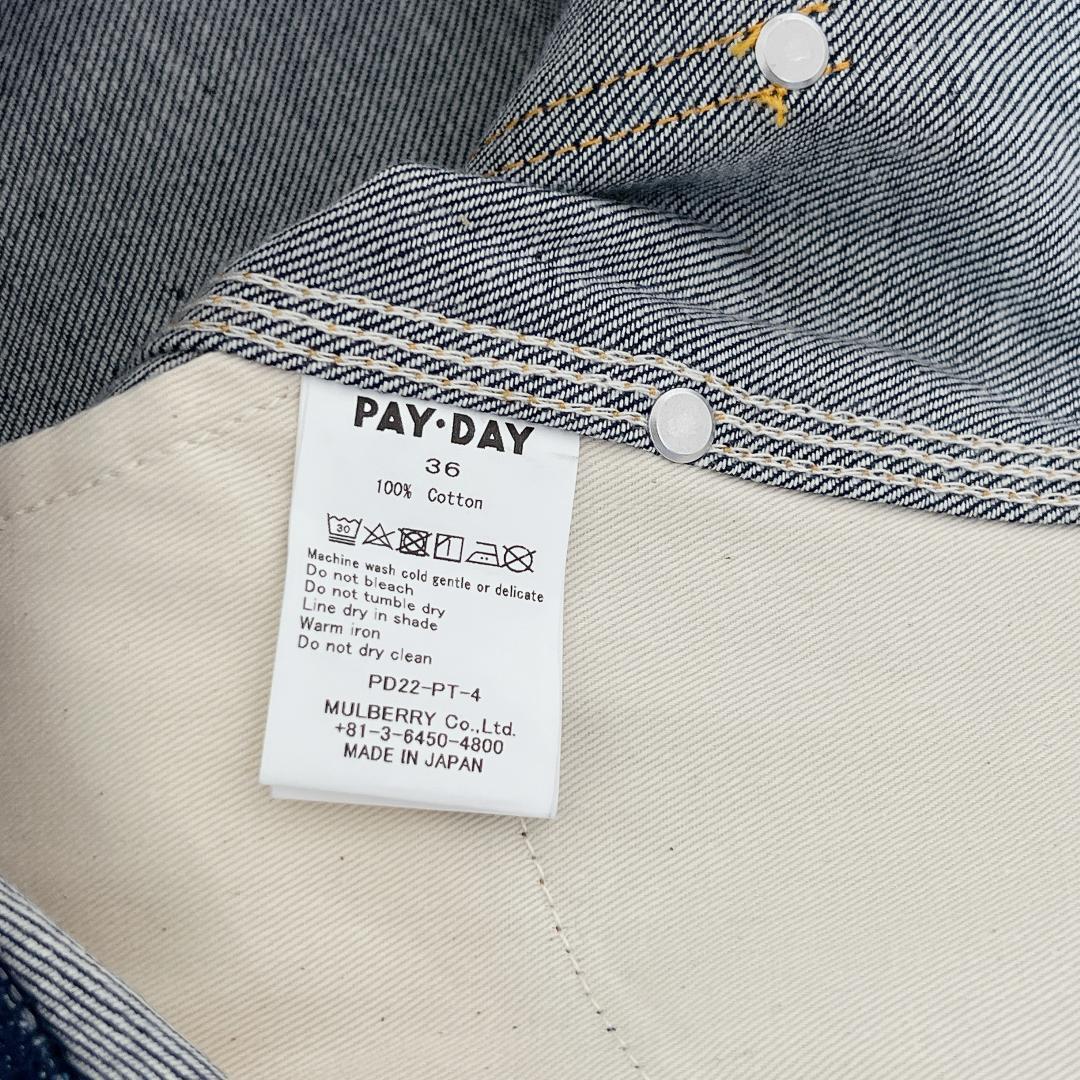 PAY•DAY
36
100% Cotton
30
Machine wash cold gentle or delicate
Do not bleach
Do not tumble dry
Line dry in shade
Warm iron
Do not dry clean
PD22-PT-4
MULBERRY Co.,Ltd.
+81-3-6450-4800
MADE IN JAPAN